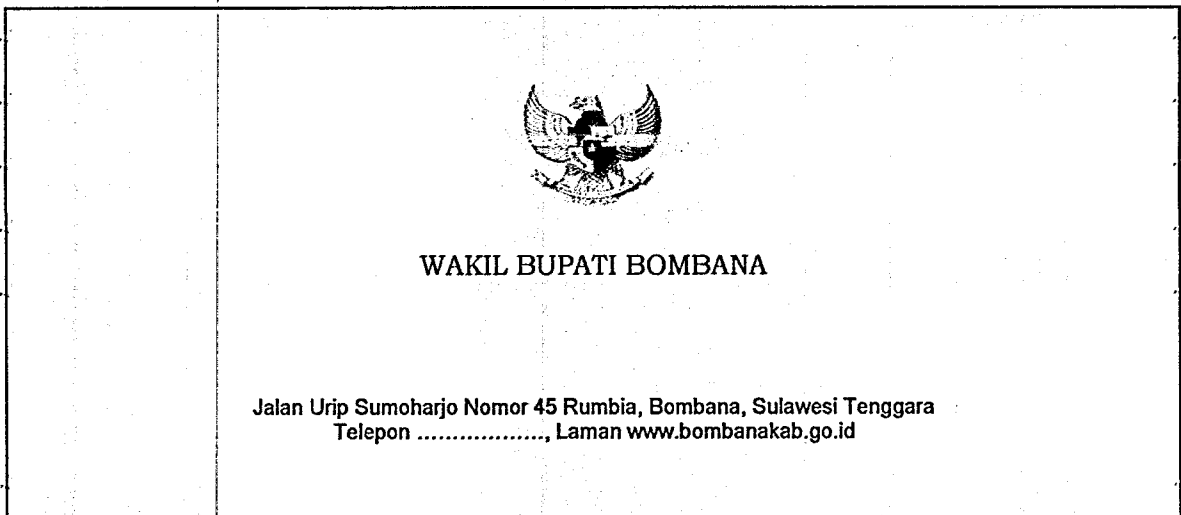 WAKIL BUPATI BOMBANA
Jalan Urip Sumoharjo Nomor 45 Rumbia, Bombana, Sulawesi Tenggara
Telepon ..................., Laman www.bombanakab.go.id